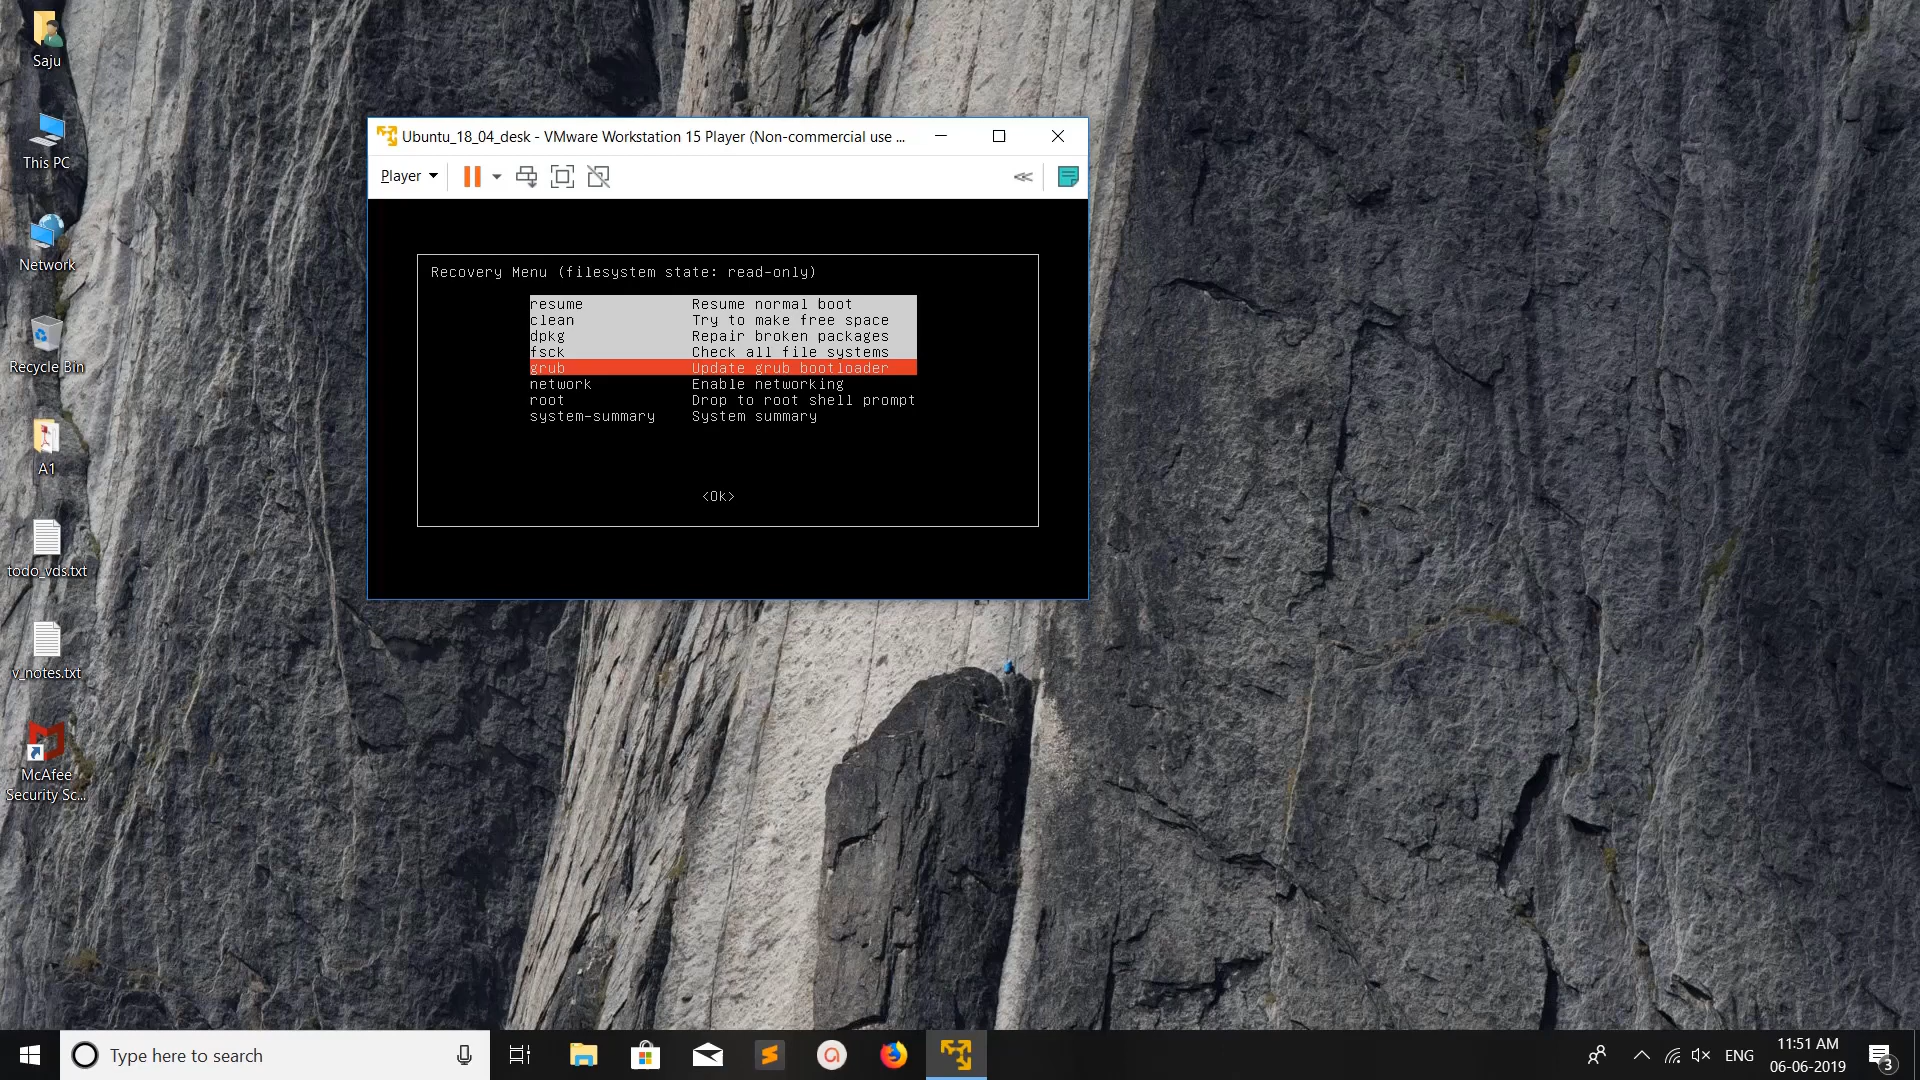 Saju
This PC
Network
Recycle Bin
A1
todo_vds.txt
v_notes.txt
McAfee
Security Sc...
Ubuntu_18_04_desk - VMware Workstation 15 Player (Non-commercial use ...
Player
Recovery Menu (filesystem state: read-only)
resume Resume normal boot
clean Try to make free space
dpkg Repair broken packages
fsck Check all file systems
grub Update grub bootloader
network Enable networking
root Drop to root shell prompt
system-summary System summary
<Ok>
Type here to search
ENG
11:51 AM
06-06-2019
3